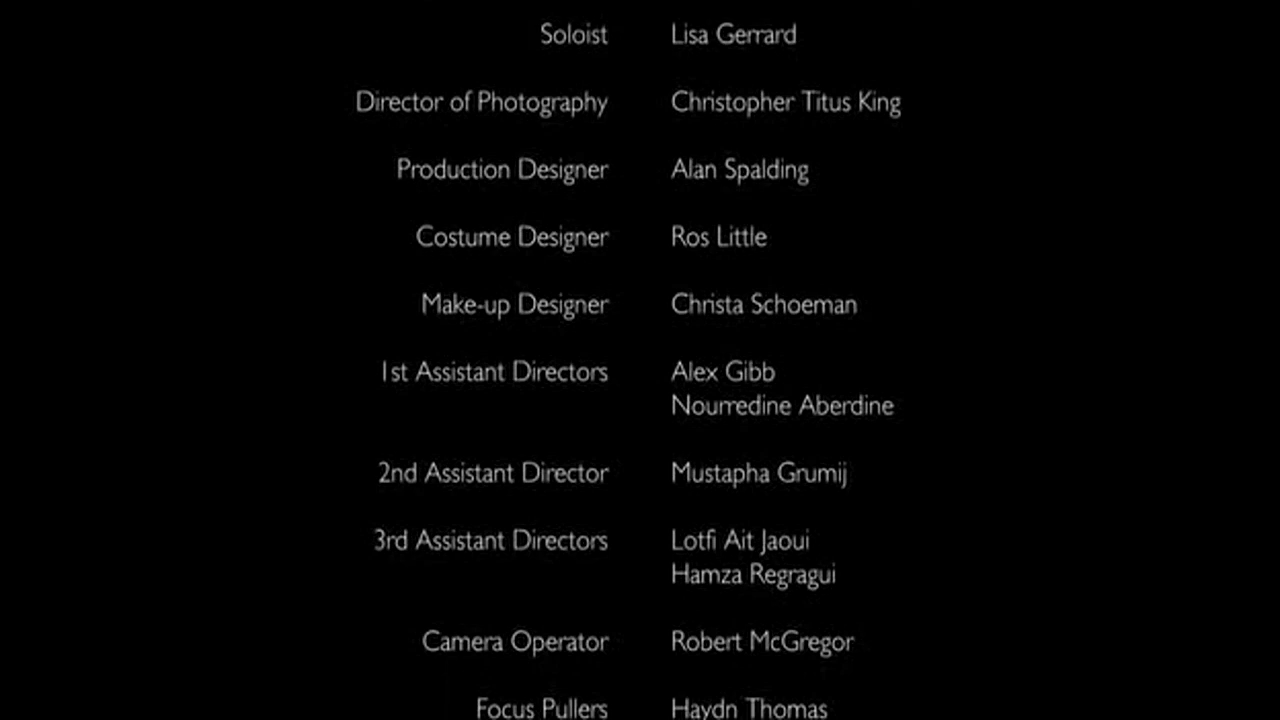 Soloist Lisa Gerrard
Director of Photography Christopher Titus King
Production Designer Alan Spalding
Costume Designer Ros Little
Make-up Designer Christa Schoeman
1st Assistant Directors Alex Gibb
Nourredine Aberdine
2nd Assistant Director Mustapha Grumij
3rd Assistant Directors Lotfi Ait Jaoui
Hamza Regragui
Camera Operator Robert McGregor
Focus Pullers Haydn Thomas